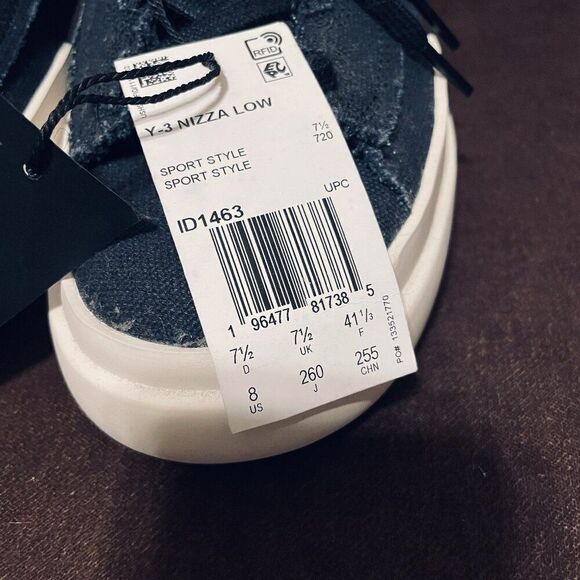 RFID
Y-3 NIZZA LOW
7½
720
SPORT STYLE
SPORT STYLE
UPC
ID1463
1 96477 81738 5
7½ 7½ 41⅓
D UK F
8 260 255
US J CHN
PO# 133521770